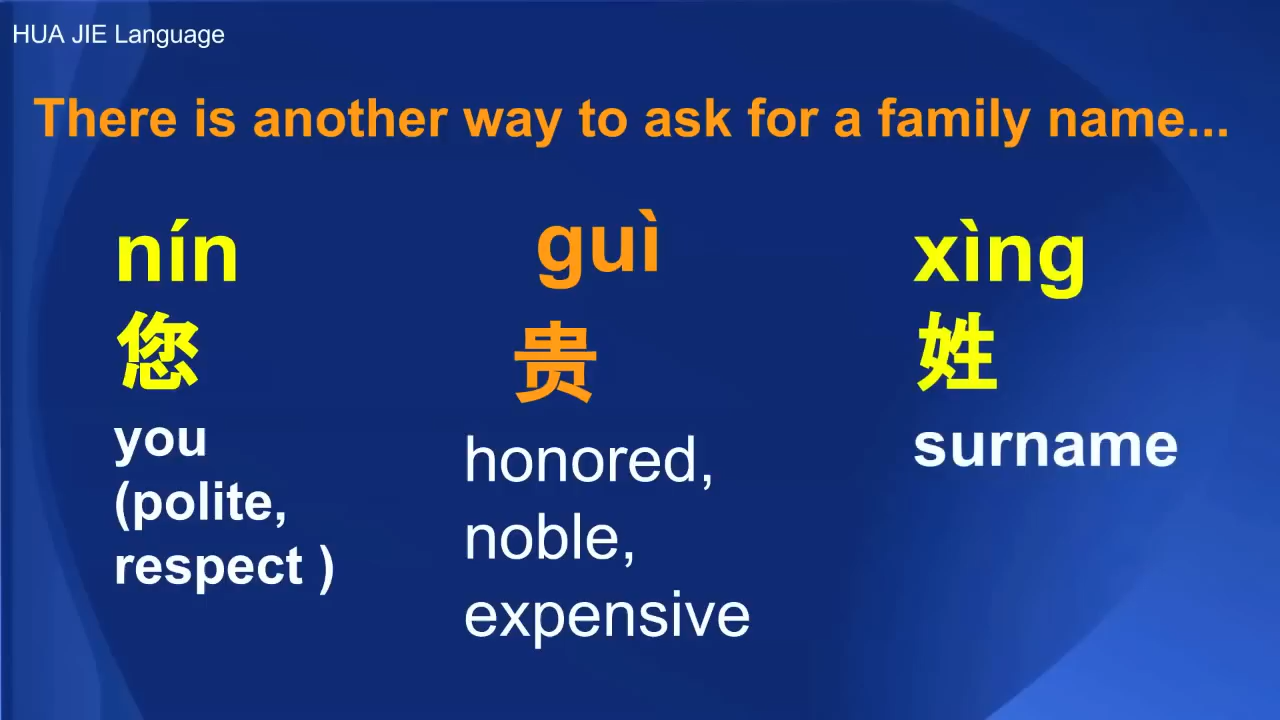 HUA JIE Language
There is another way to ask for a family name...
nín guì xìng
您 贵 姓
you
(polite,
respect )
honored,
noble,
expensive
surname